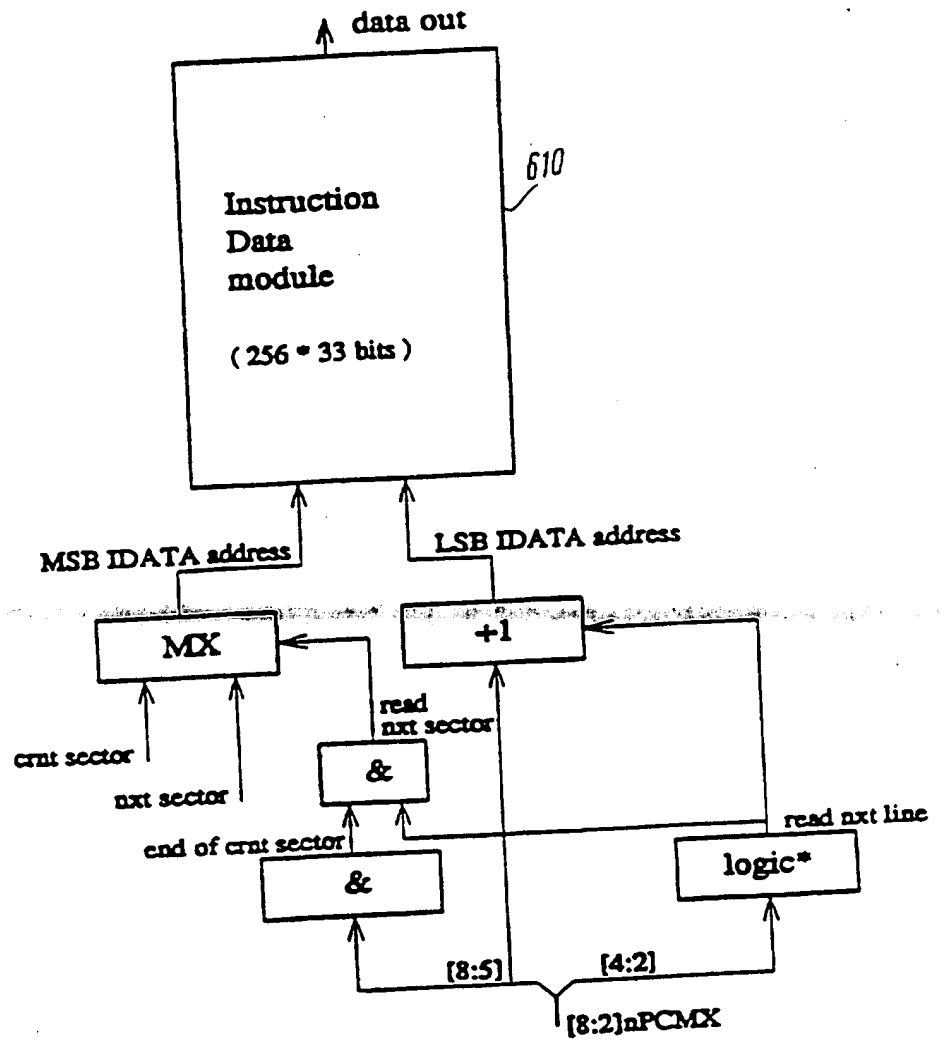 data out
610
Instruction
Data
module
( 256 * 33 bits )
MSB IDATA address
LSB IDATA address
MX
+1
read
nxt sector
crnt sector
nxt sector
&
read nxt line
end of crnt sector
&
logic*
[8:5]
[4:2]
[8:2]nPCMX